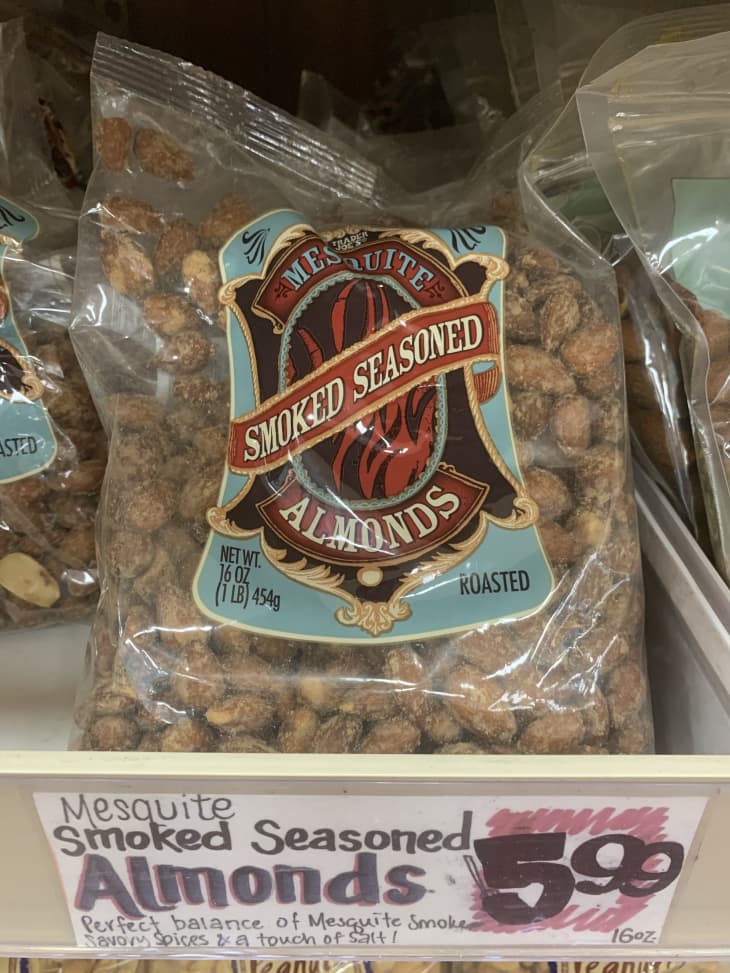 TRADER
JOE'S
MESQUITE
SMOKED SEASONED
ALMONDS
NET WT.
16 OZ
(1 LB) 454g
ROASTED
ASTED
Mesquite
Smoked Seasoned
Almonds
5.99
Perfect balance of Mesquite Smoke
Savory Spices & a touch of Salt!
16oz.